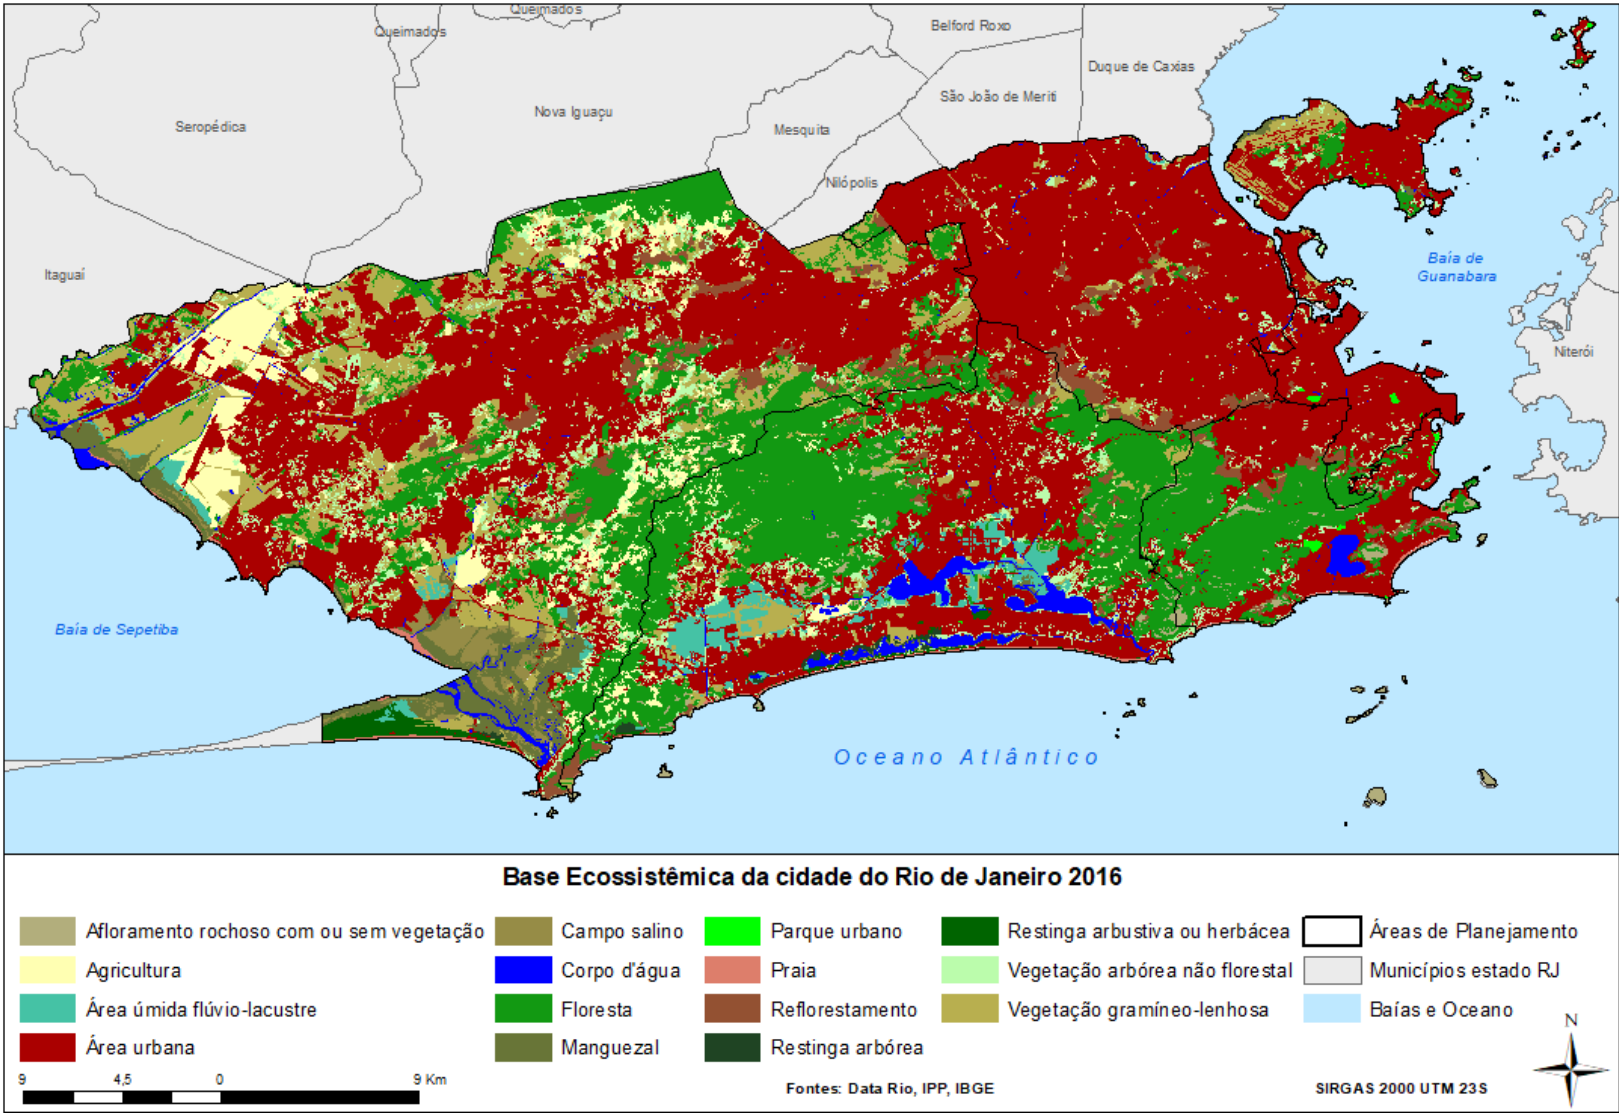 Queimados
Queimados
Belford Roxo
Duque de Caxias
São João de Meriti
Nova Iguaçu
Seropédica
Mesquita
Nilópolis
Itaguaí
Baía de
Guanabara
Niterói
Baía de Sepetiba
Oceano Atlântico
Base Ecossistêmica da cidade do Rio de Janeiro 2016
Afloramento rochoso com ou sem vegetação
Agricultura
Área úmida flúvio-lacustre
Área urbana
Campo salino
Corpo d'água
Floresta
Manguezal
Parque urbano
Praia
Reflorestamento
Restinga arbórea
Restinga arbustiva ou herbácea
Vegetação arbórea não florestal
Vegetação gramíneo-lenhosa
Áreas de Planejamento
Municípios estado RJ
Baías e Oceano
N
9 4,5 0 9 Km
Fontes: Data Rio, IPP, IBGE
SIRGAS 2000 UTM 23S